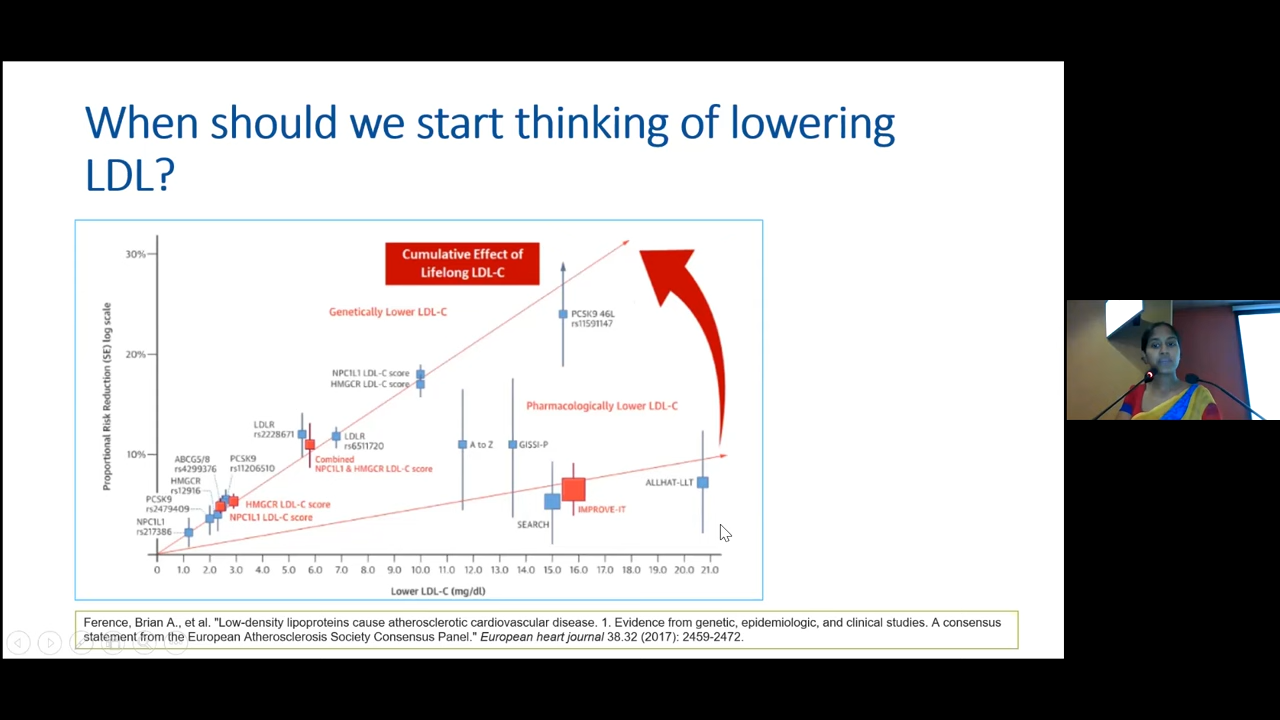 When should we start thinking of lowering
LDL?
Cumulative Effect of
Lifelong LDL-C
Genetically Lower LDL-C
Pharmacologically Lower LDL-C
Proportional Risk Reduction (SE) log scale
30%
20%
10%
PCSK9 46L
rs11591147
NPC1L1 LDL-C score
HMGCR LDL-C score
LDLR
rs2228671
LDLR
rs6511720
A to Z
GISSI-P
Combined
NPC1L1 & HMGCR LDL-C score
ABCG5/8
rs4299376
PCSK9
rs11206510
HMGCR
rs12916
PCSK9
rs2479409
NPC1L1
rs217386
HMGCR LDL-C score
NPC1L1 LDL-C score
SEARCH
IMPROVE-IT
ALLHAT-LLT
0 1.0 2.0 3.0 4.0 5.0 6.0 7.0 8.0 9.0 10.0 11.0 12.0 13.0 14.0 15.0 16.0 17.0 18.0 19.0 20.0 21.0
Lower LDL-C (mg/dl)
Ference, Brian A., et al. "Low-density lipoproteins cause atherosclerotic cardiovascular disease. 1. Evidence from genetic, epidemiologic, and clinical studies. A consensus
statement from the European Atherosclerosis Society Consensus Panel." European heart journal 38.32 (2017): 2459-2472.